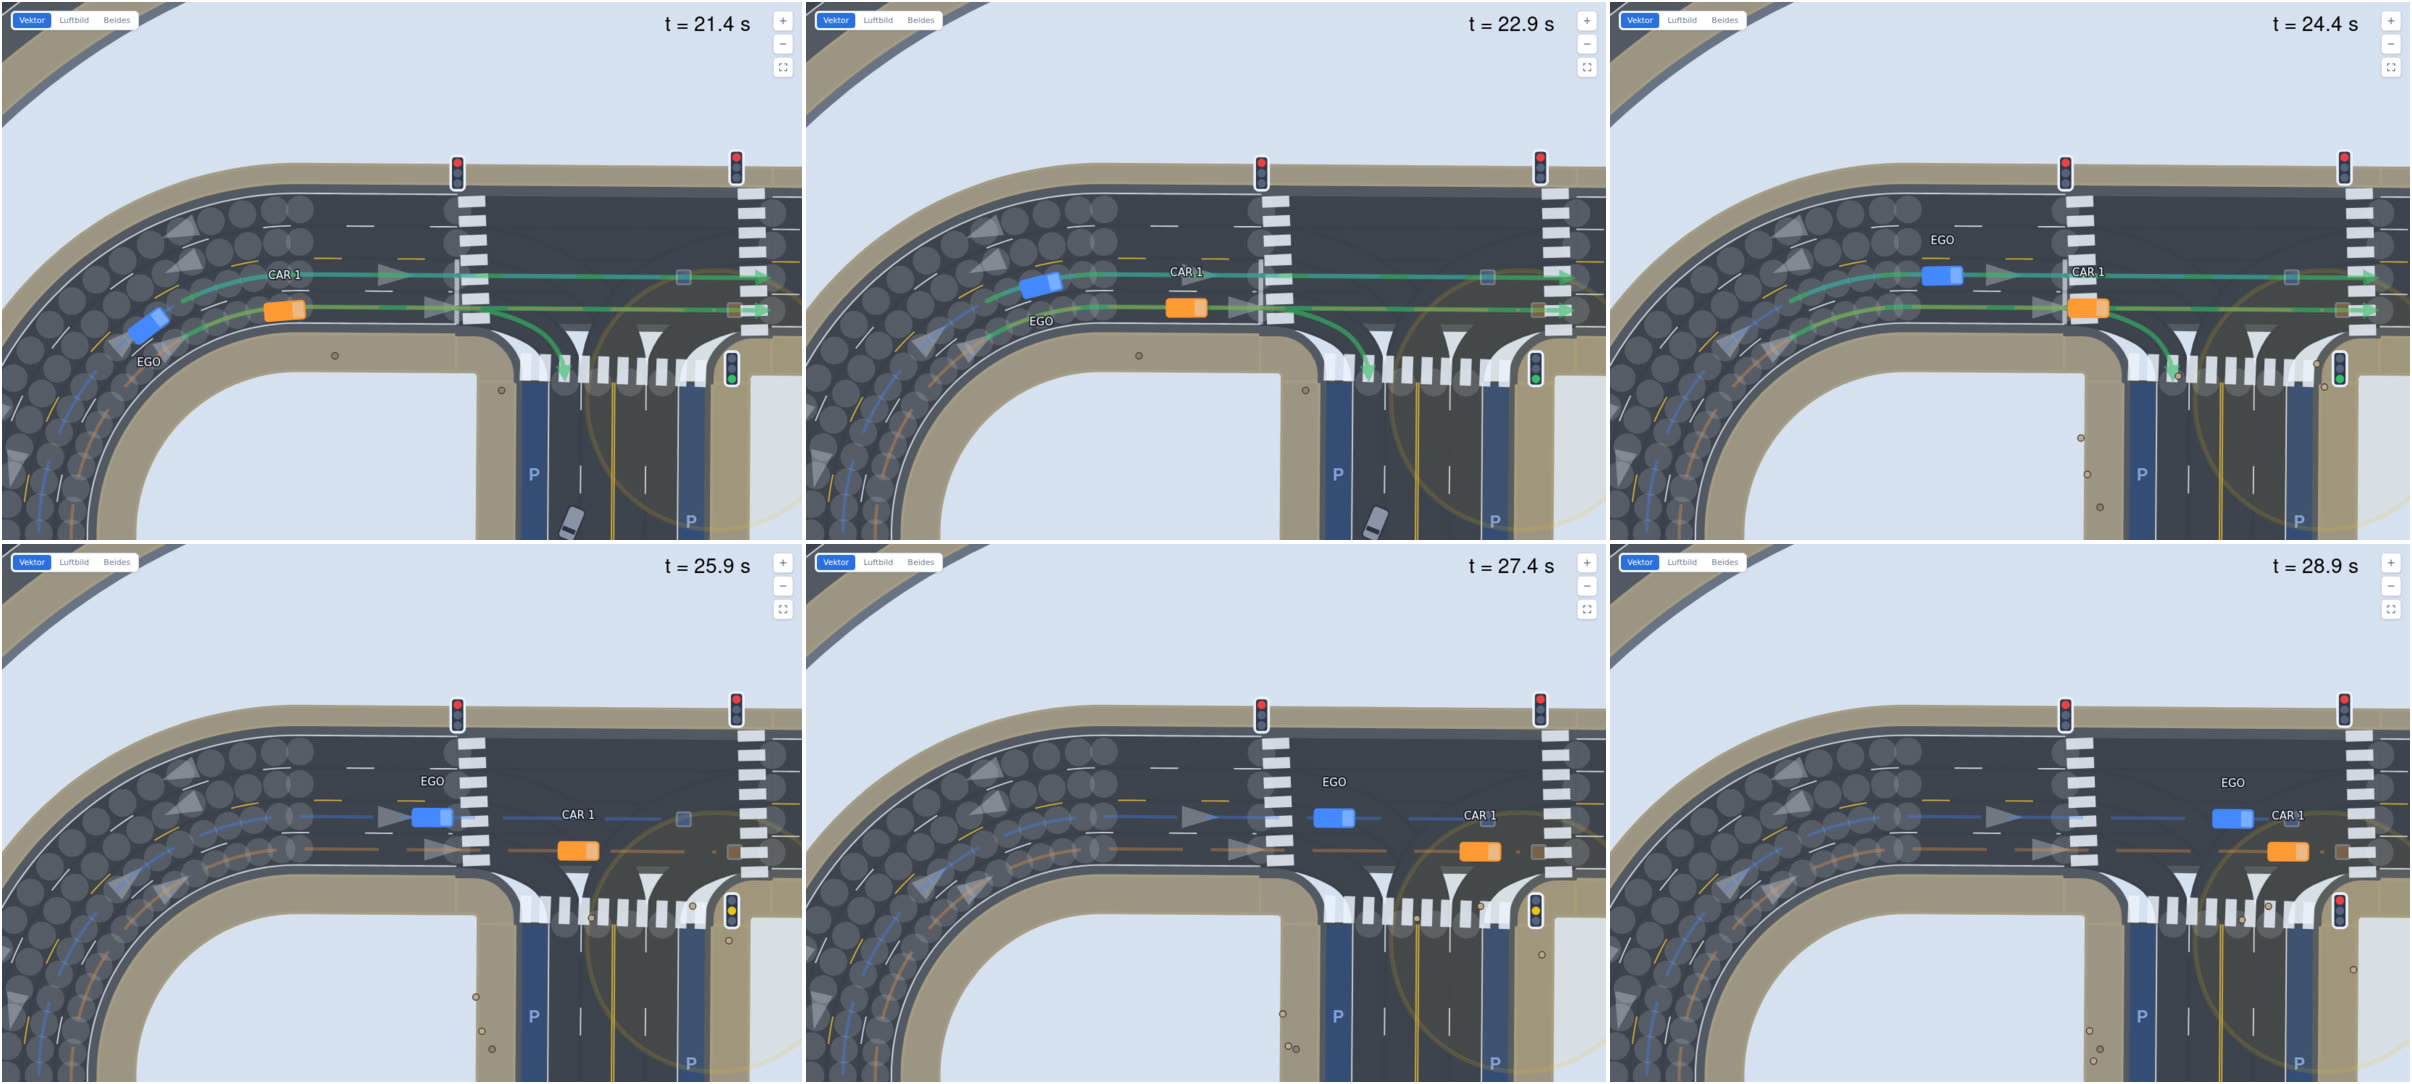 Vektor Luftbild Beides
t = 21.4 s
+
−
CAR 1
EGO
P
P
Vektor Luftbild Beides
t = 22.9 s
+
−
CAR 1
EGO
P
P
Vektor Luftbild Beides
t = 24.4 s
+
−
EGO
CAR 1
P
P
Vektor Luftbild Beides
t = 25.9 s
+
−
EGO
CAR 1
P
P
Vektor Luftbild Beides
t = 27.4 s
+
−
EGO
CAR 1
P
P
Vektor Luftbild Beides
t = 28.9 s
+
−
EGO
CAR 1
P
P